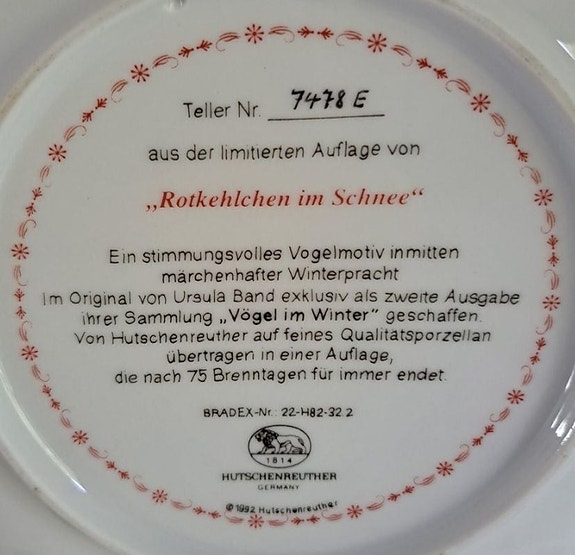 Teller Nr. 7478 E
aus der limitierten Auflage von
„Rotkehlchen im Schnee“
Ein stimmungsvolles Vogelmotiv inmitten
märchenhafter Winterpracht
Im Original von Ursula Band exklusiv als zweite Ausgabe
ihrer Sammlung „Vögel im Winter“ geschaffen.
Von Hutschenreuther auf feines Qualitätsporzellan
übertragen in einer Auflage,
die nach 75 Brenntagen für immer endet.
BRADEX-Nr.: 22-H82-32.2
1814
HUTSCHENREUTHER
GERMANY
©1992 Hutschenreuther